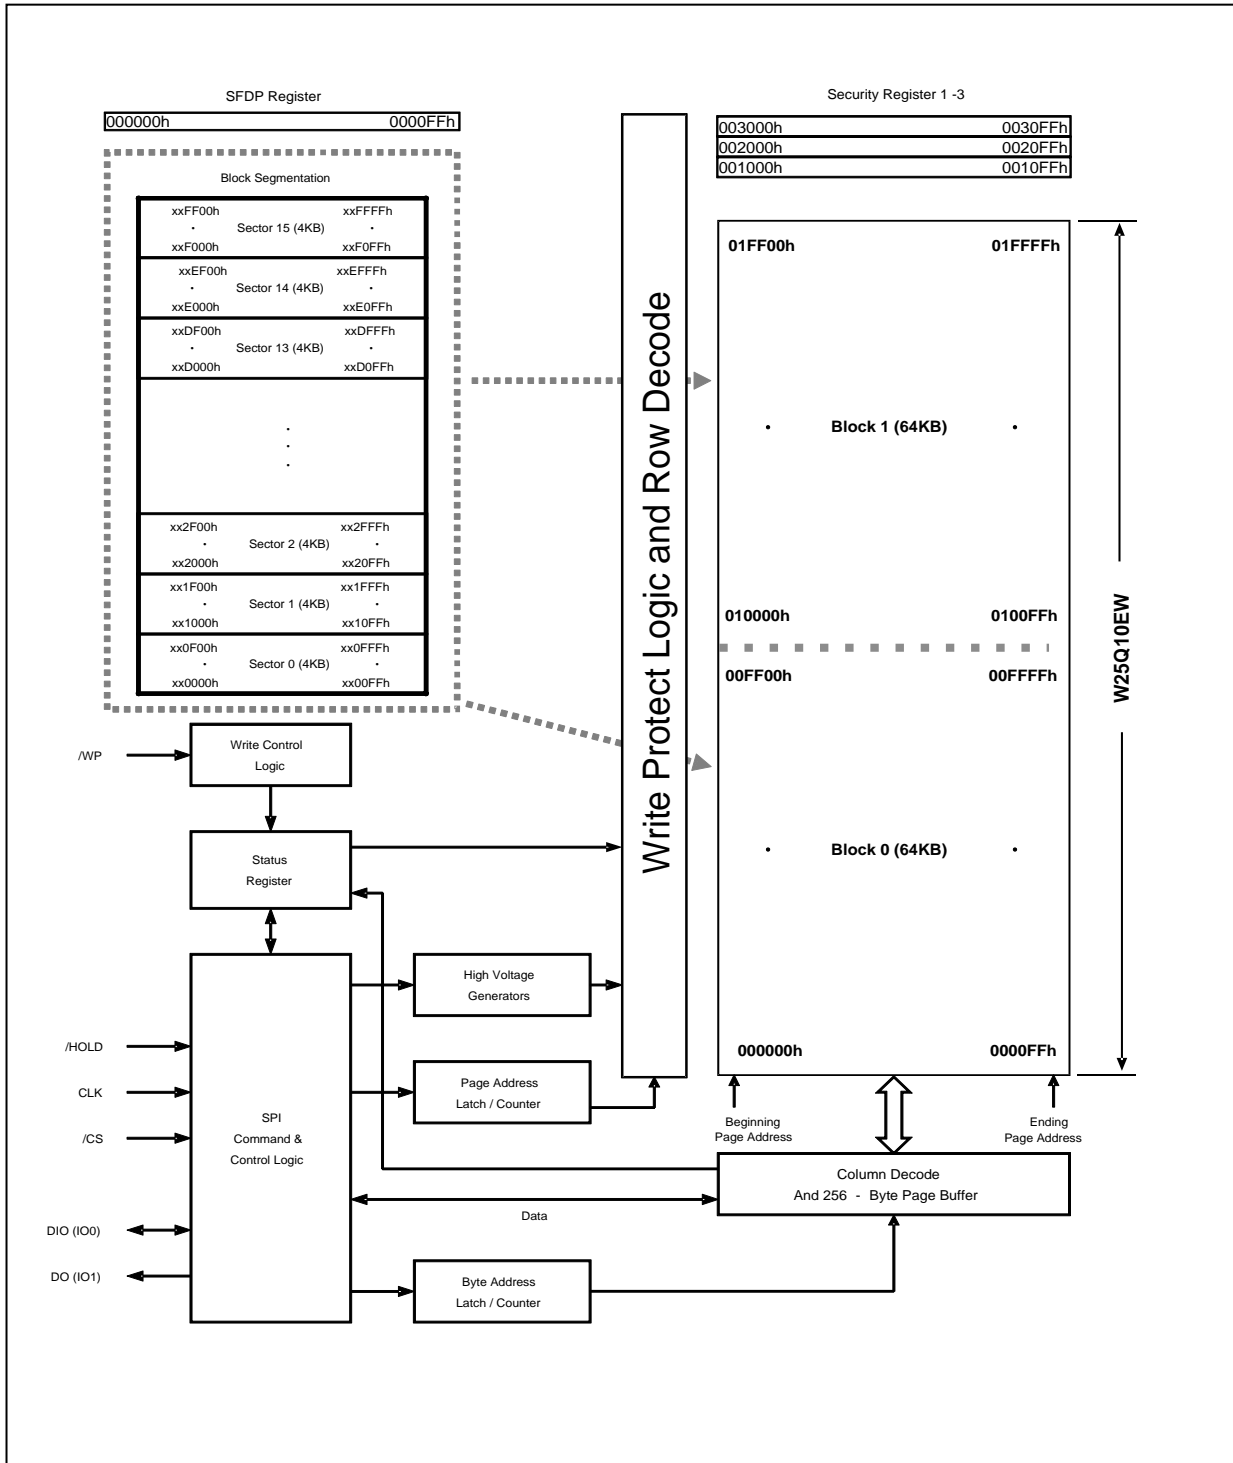 SFDP Register
000000h 0000FFh
Block Segmentation
xxFF00h xxFFFFh
Sector 15 (4KB)
xxF000h xxF0FFh
xxEF00h xxEFFFh
Sector 14 (4KB)
xxE000h xxE0FFh
xxDF00h xxDFFFh
Sector 13 (4KB)
xxD000h xxD0FFh
xx2F00h xx2FFFh
Sector 2 (4KB)
xx2000h xx20FFh
xx1F00h xx1FFFh
Sector 1 (4KB)
xx1000h xx10FFh
xx0F00h xx0FFFh
Sector 0 (4KB)
xx0000h xx00FFh
Write Protect Logic and Row Decode
Security Register 1 -3
003000h 0030FFh
002000h 0020FFh
001000h 0010FFh
01FF00h 01FFFFh
Block 1 (64KB)
010000h 0100FFh
00FF00h 00FFFFh
Block 0 (64KB)
000000h 0000FFh
W25Q10EW
Beginning
Page Address
Ending
Page Address
/WP
Write Control
Logic
Status
Register
High Voltage
Generators
/HOLD
CLK
/CS
DIO (IO0)
DO (IO1)
SPI
Command &
Control Logic
Page Address
Latch / Counter
Column Decode
And 256 - Byte Page Buffer
Data
Byte Address
Latch / Counter